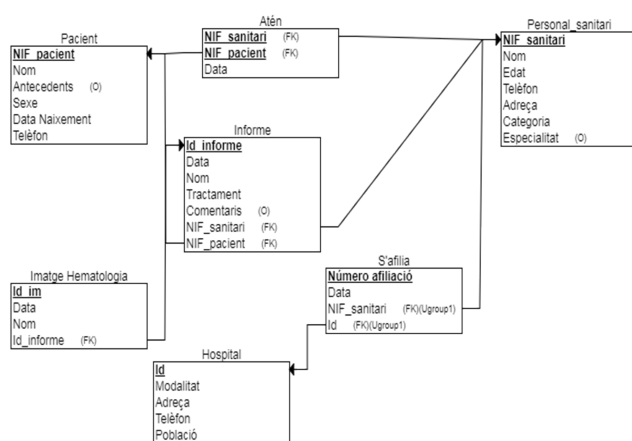 Pacient
NIF_pacient
Nom
Antecedents (O)
Sexe
Data Naixement
Telèfon
Atén
NIF_sanitari (FK)
NIF_pacient (FK)
Data
Personal_sanitari
NIF_sanitari
Nom
Edat
Telèfon
Adreça
Categoria
Especialitat (O)
Informe
Id_informe
Data
Nom
Tractament
Comentaris (O)
NIF_sanitari (FK)
NIF_pacient (FK)
Imatge Hematologia
Id_im
Data
Nom
Id_informe (FK)
S'afilia
Número afiliació
Data
NIF_sanitari (FK)(Ugroup1)
Id (FK)(Ugroup1)
Hospital
Id
Modalitat
Adreça
Telèfon
Població